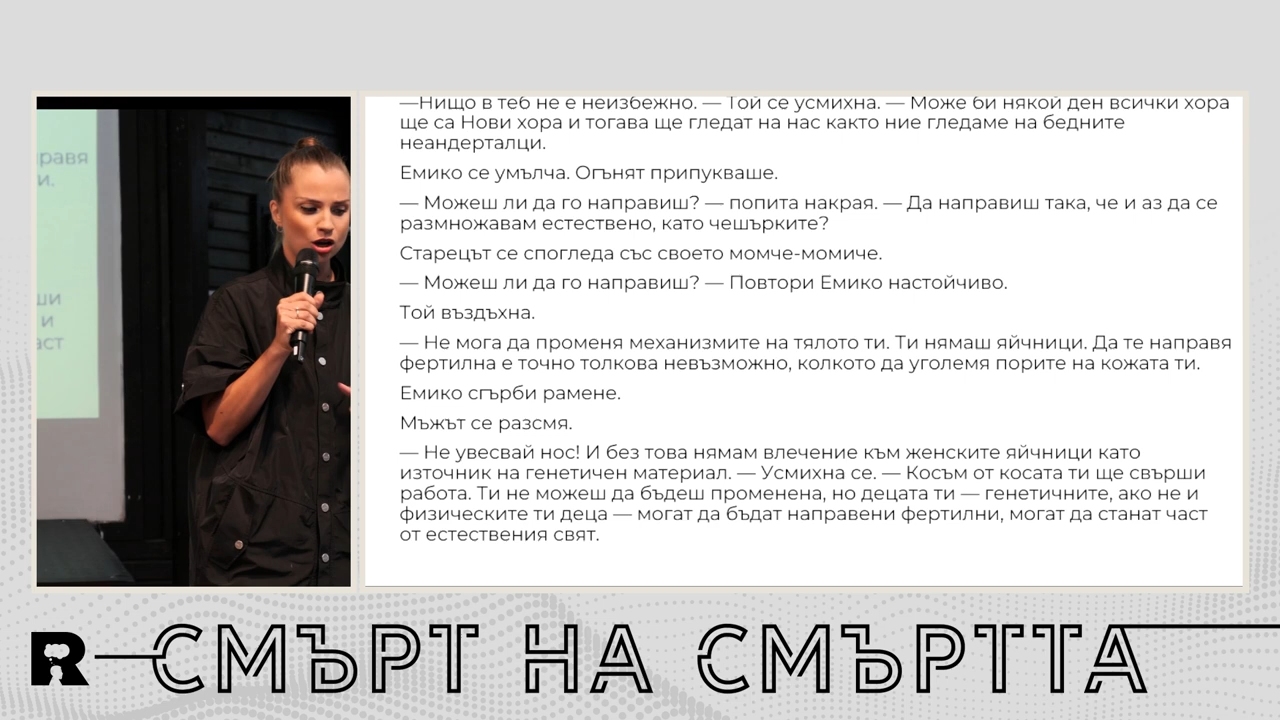 равя
и.
ши
и
аст
—Нищо в теб не е неизбежно. — Той се усмихна. — Може би някой ден всички хора
ще са Нови хора и тогава ще гледат на нас както ние гледаме на бедните
неандерталци.
Емико се умълча. Огънят припукваше.
— Можеш ли да го направиш? — попита накрая. — Да направиш така, че и аз да се
размножавам естествено, като чешърките?
Старецът се спогледа със своето момче-момиче.
— Можеш ли да го направиш? — Повтори Емико настойчиво.
Той въздъхна.
— Не мога да променя механизмите на тялото ти. Ти нямаш яйчници. Да те направя
фертилна е точно толкова невъзможно, колкото да уголемя порите на кожата ти.
Емико сгърби рамене.
Мъжът се разсмя.
— Не увесвай нос! И без това нямам влечение към женските яйчници като
източник на генетичен материал. — Усмихна се. — Косъм от косата ти ще свърши
работа. Ти не можеш да бъдеш променена, но децата ти — генетичните, ако не и
физическите ти деца — могат да бъдат направени фертилни, могат да станат част
от естествения свят.
R СМЪРТ НА СМЪРТТА